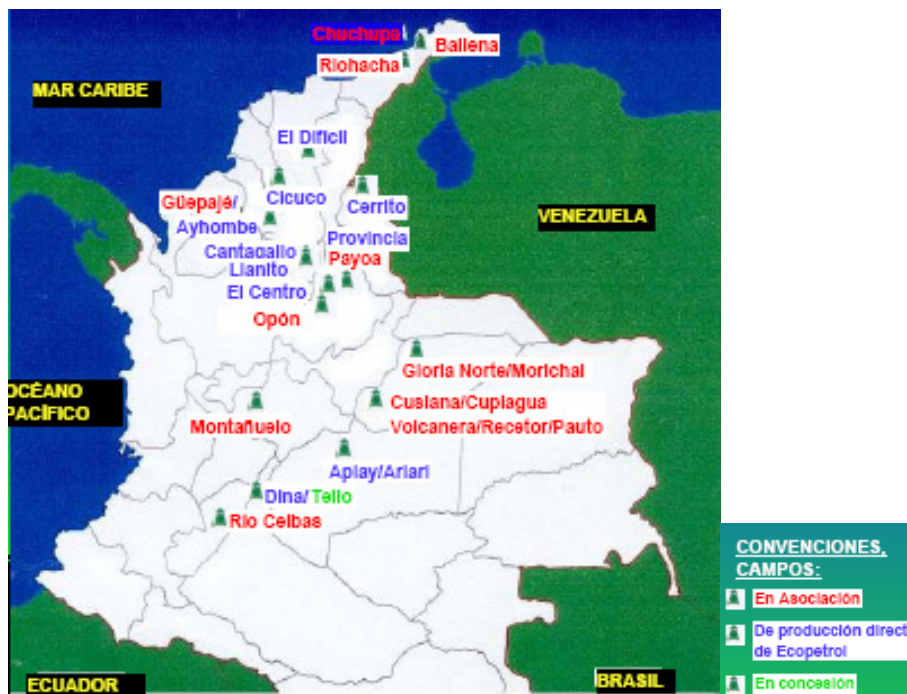 Chuchupa
Ballena
Riohacha
MAR CARIBE
El Dificil
Cicuco
Güepajé/
Ayhombe
Cerrito
VENEZUELA
Provincia
Payoa
Cantagallo
Llanito
El Centro
Opón
Gloria Norte/Morichal
OCÉANO
PACÍFICO
Cusiana/Cupiagua
Volcanera/Recetor/Pauto
Montañuelo
Apiay/Ariari
Dina/Tello
Rio Ceibas
ECUADOR
BRASIL
CONVENCIONES,
CAMPOS:
En Asociación
De producción direct
de Ecopetrol
En concesión